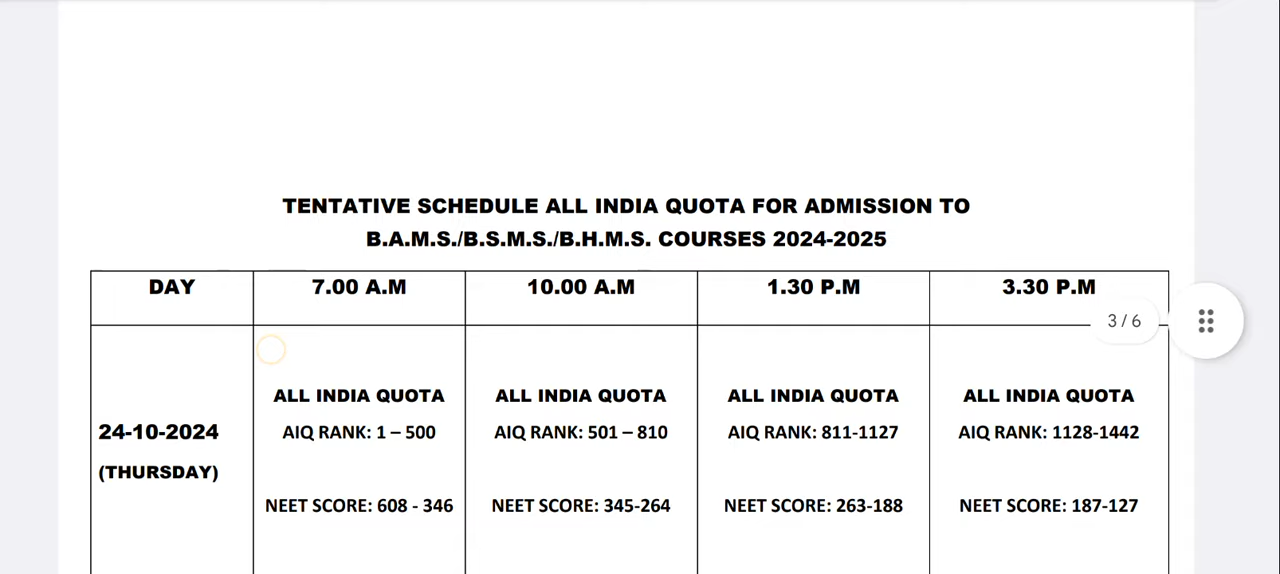 TENTATIVE SCHEDULE ALL INDIA QUOTA FOR ADMISSION TO
B.A.M.S./B.S.M.S./B.H.M.S. COURSES 2024-2025
DAY 7.00 A.M 10.00 A.M 1.30 P.M 3.30 P.M
3 / 6
ALL INDIA QUOTA ALL INDIA QUOTA ALL INDIA QUOTA ALL INDIA QUOTA
24-10-2024 AIQ RANK: 1 – 500 AIQ RANK: 501 – 810 AIQ RANK: 811-1127 AIQ RANK: 1128-1442
(THURSDAY)
NEET SCORE: 608 - 346 NEET SCORE: 345-264 NEET SCORE: 263-188 NEET SCORE: 187-127